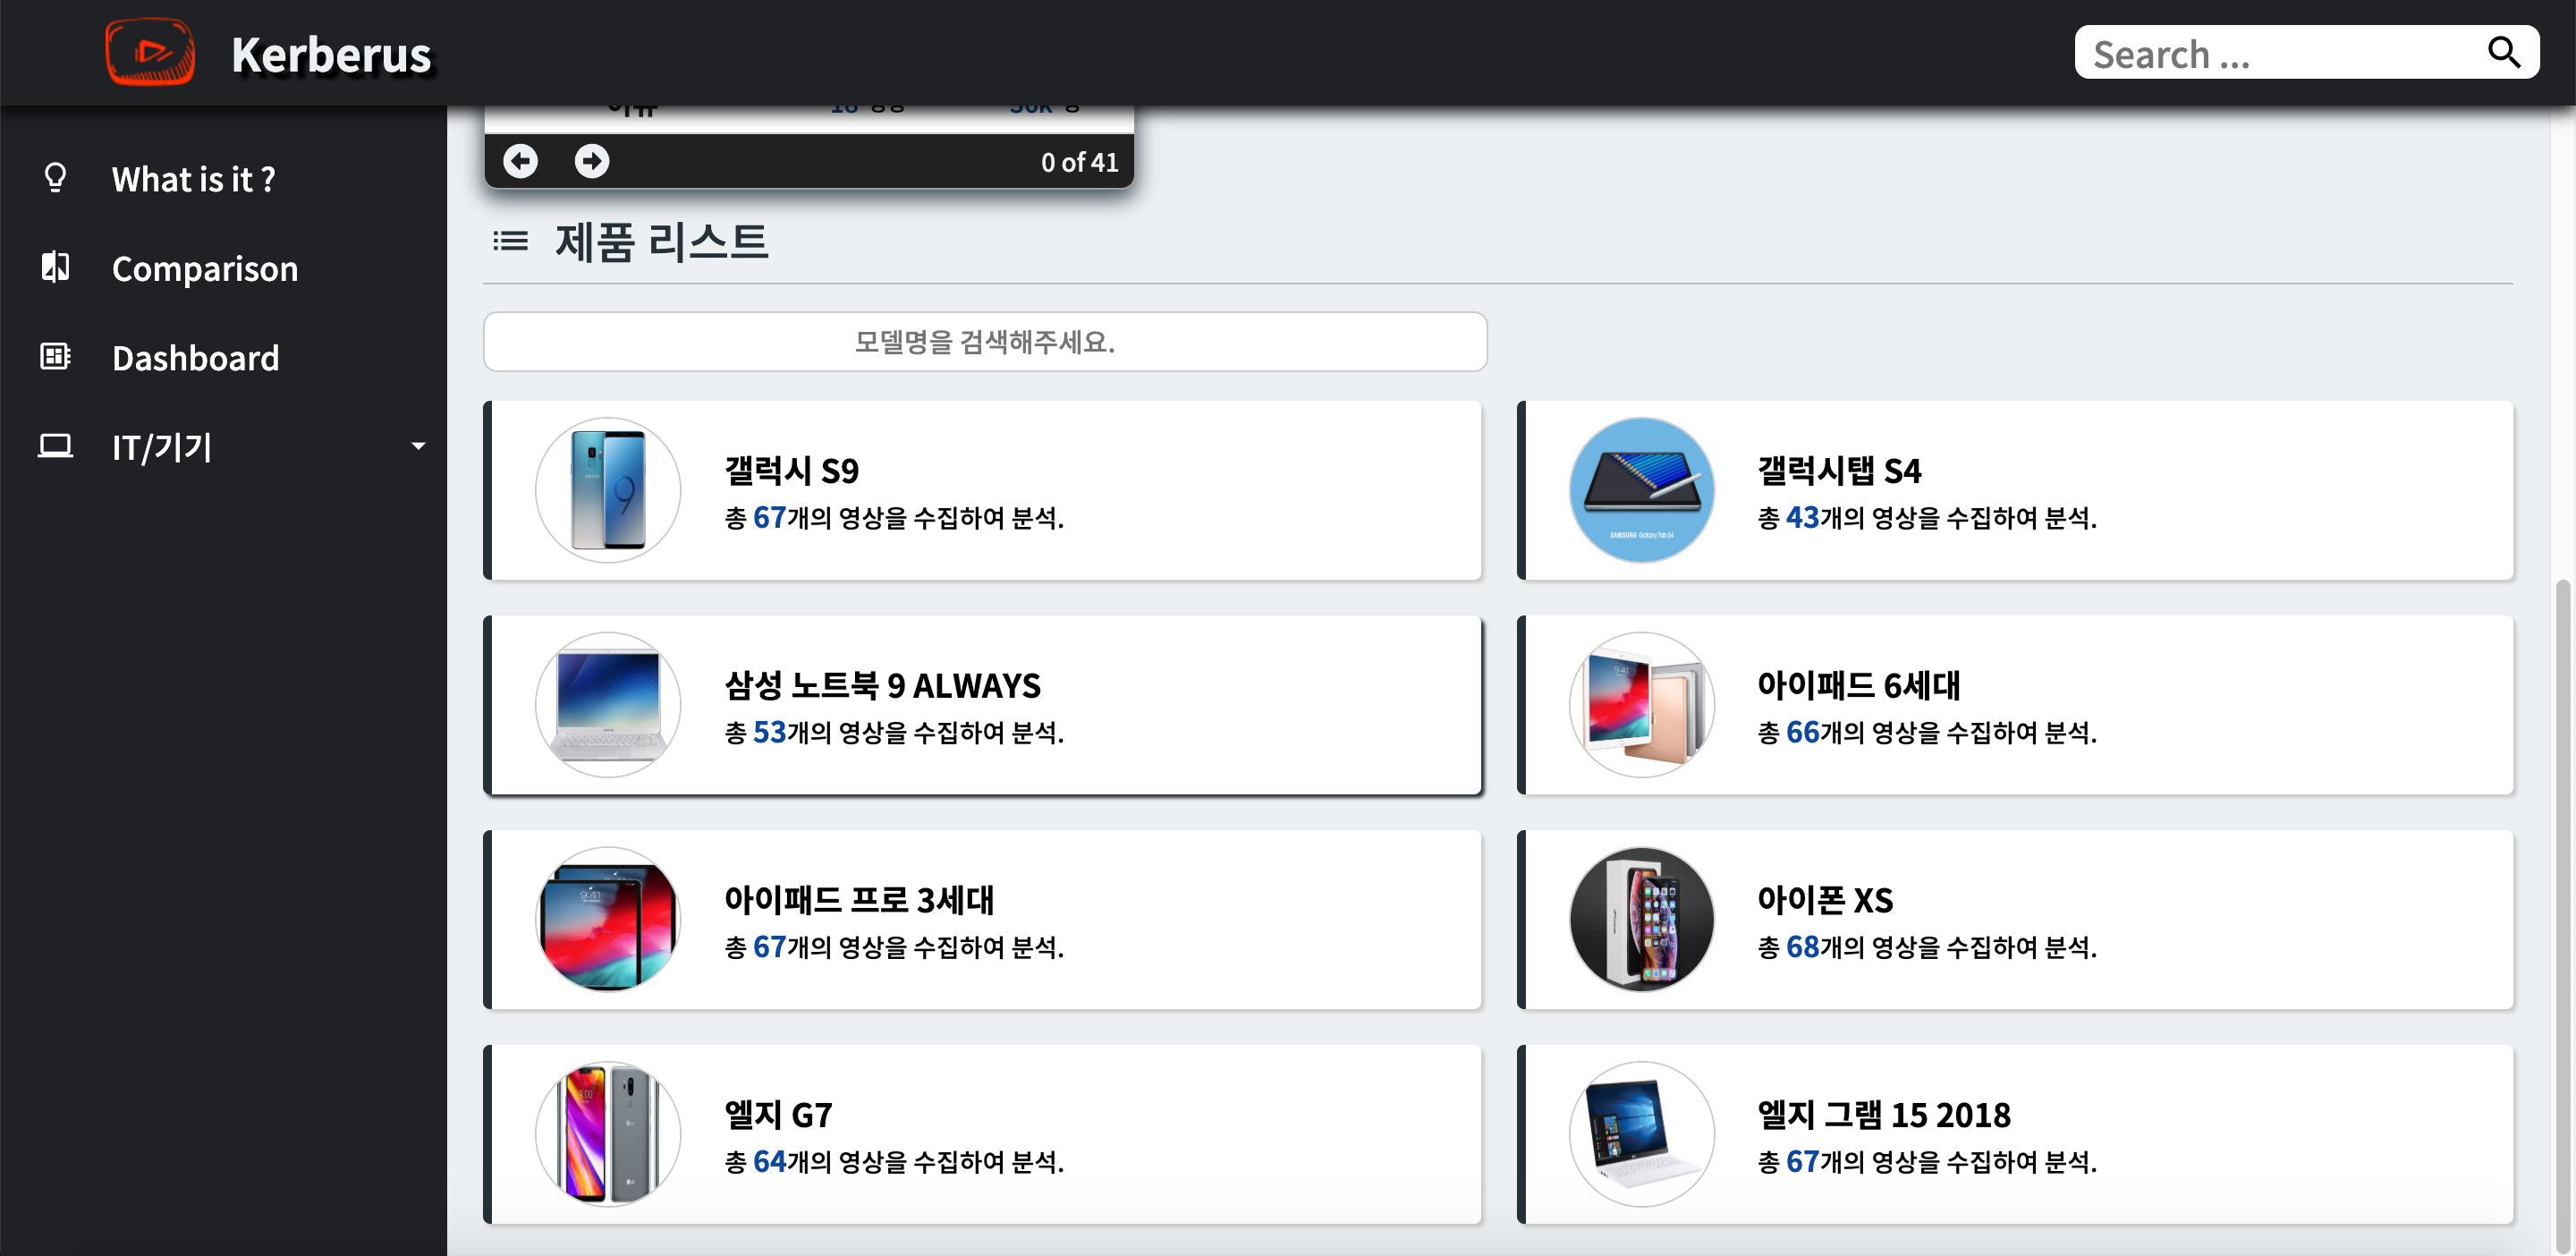 Kerberus
Search ...
What is it ?
Comparison
Dashboard
IT/기기
0 of 41
제품 리스트
모델명을 검색해주세요.
갤럭시 S9
총 67개의 영상을 수집하여 분석.
갤럭시탭 S4
총 43개의 영상을 수집하여 분석.
SAMSUNG Galaxy Tab S4
삼성 노트북 9 ALWAYS
총 53개의 영상을 수집하여 분석.
아이패드 6세대
총 66개의 영상을 수집하여 분석.
9:41
아이패드 프로 3세대
총 67개의 영상을 수집하여 분석.
9:41
아이폰 XS
총 68개의 영상을 수집하여 분석.
엘지 G7
총 64개의 영상을 수집하여 분석.
엘지 그램 15 2018
총 67개의 영상을 수집하여 분석.